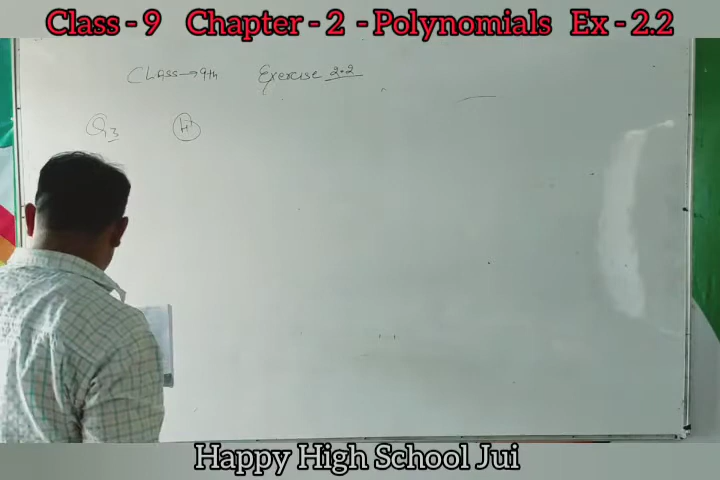 Class - 9 Chapter - 2 - Polynomials Ex - 2.2
Class→9th Exercise 2.2
Q3
Happy High School Jui